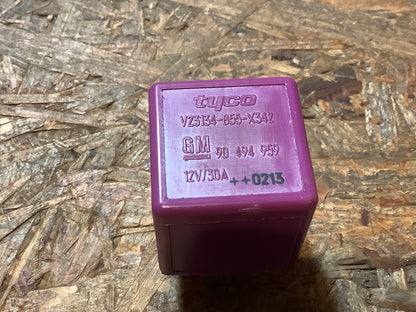 tyco
V23134-B55-X342
GM 90 494 959
12V/30A ++0213